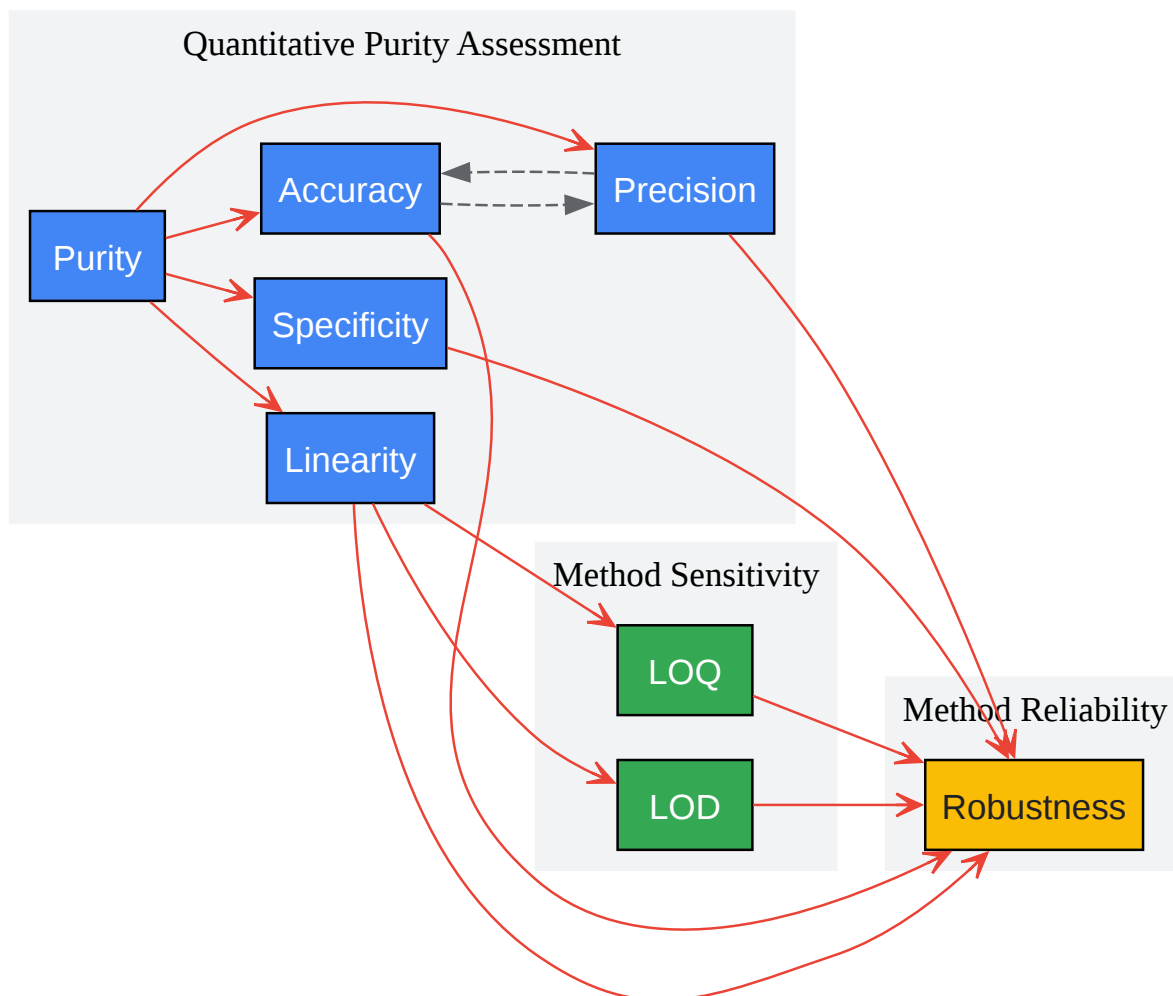 Quantitative Purity Assessment
Accuracy
Precision
Purity
Specificity
Linearity
Method Sensitivity
LOQ
Method Reliability
LOD
Robustness